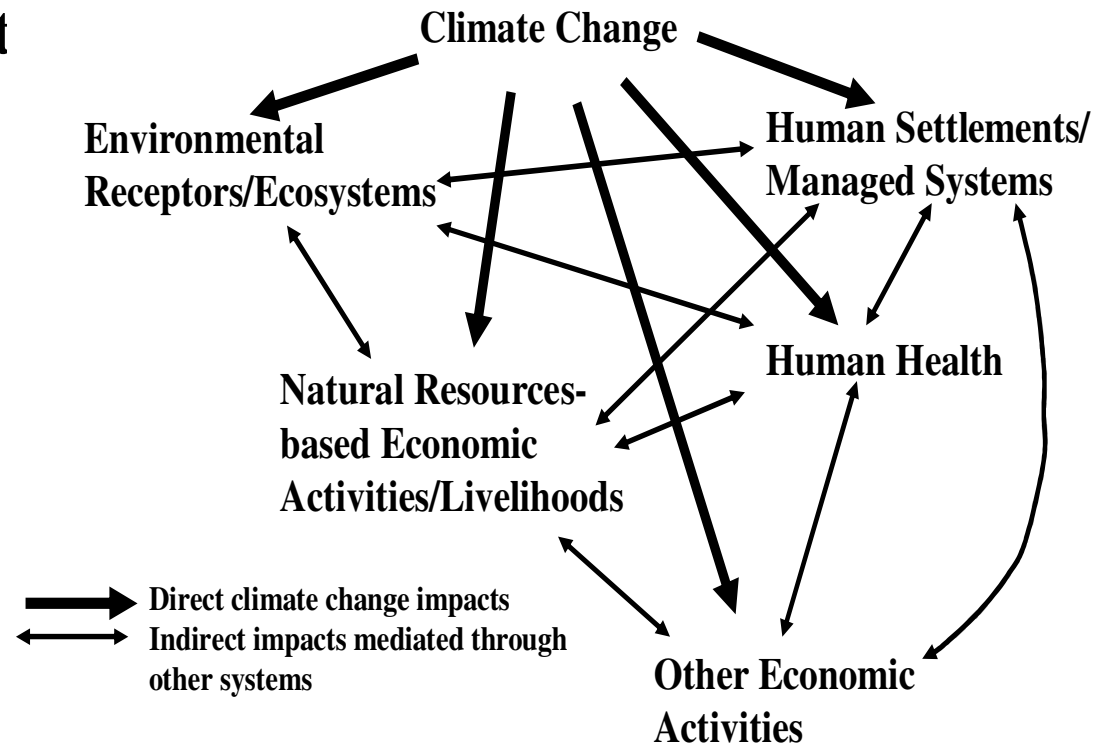 t
Climate Change
Environmental
Receptors/Ecosystems
Human Settlements/
Managed Systems
Human Health
Natural Resources-
based Economic
Activities/Livelihoods
Direct climate change impacts
Indirect impacts mediated through
other systems
Other Economic
Activities